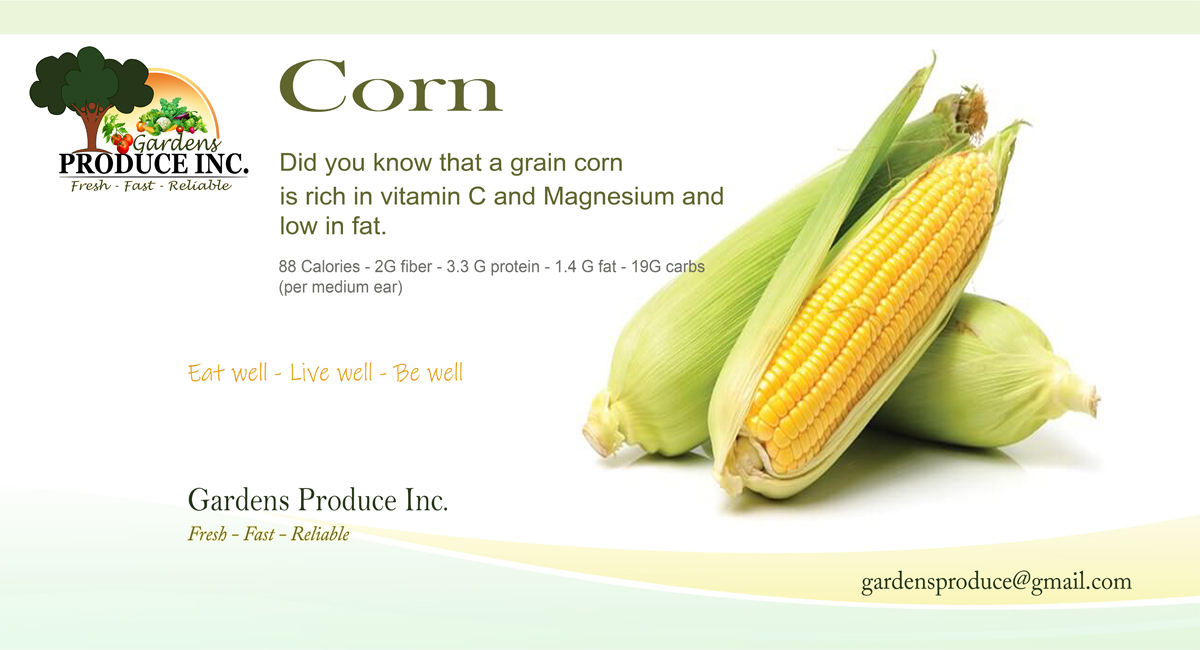 Gardens
PRODUCE INC.
Fresh - Fast - Reliable
Corn
Did you know that a grain corn
is rich in vitamin C and Magnesium and
low in fat.
88 Calories - 2G fiber - 3.3 G protein - 1.4 G fat - 19G carbs
(per medium ear)
Eat well - Live well - Be well
Gardens Produce Inc.
Fresh - Fast - Reliable
gardensproduce@gmail.com